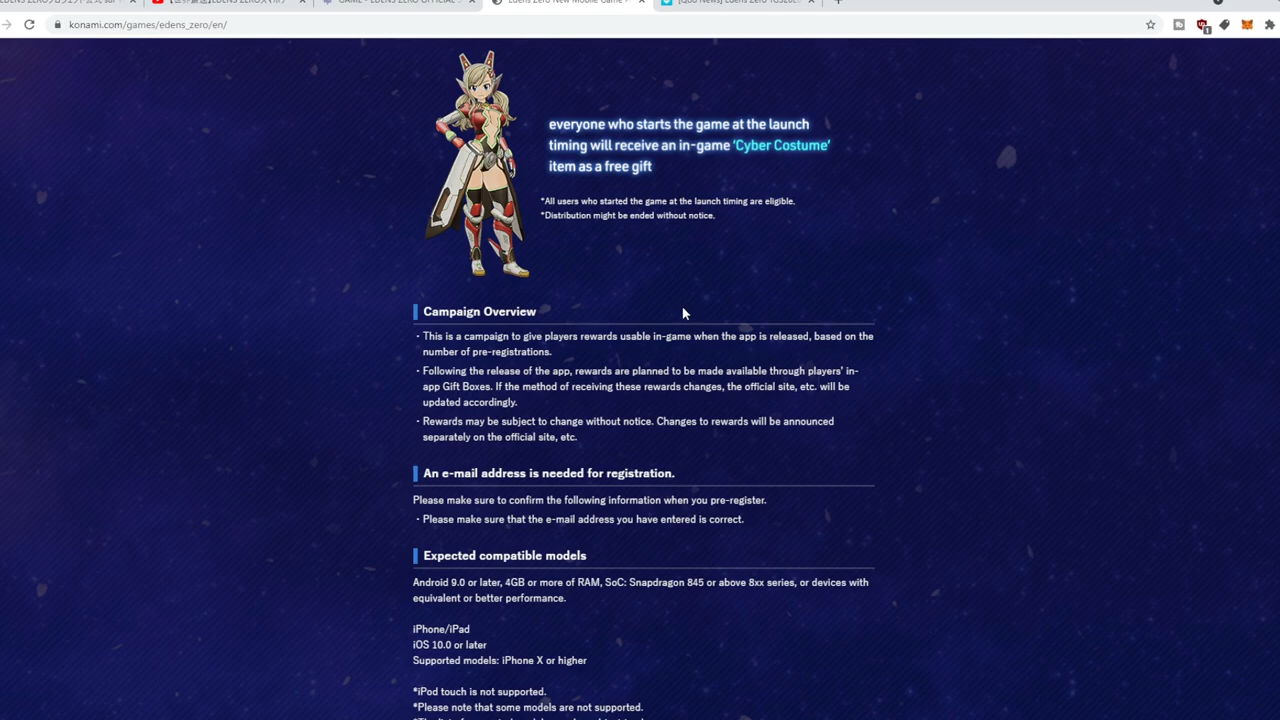 GAME - EDENS ZERO OFFICIAL
Edens Zero New Mobile Game
konami.com/games/edens_zero/en/
everyone who starts the game at the launch
timing will receive an in-game 'Cyber Costume'
item as a free gift
*All users who started the game at the launch timing are eligible.
*Distribution might be ended without notice.
Campaign Overview
・This is a campaign to give players rewards usable in-game when the app is released, based on the
number of pre-registrations.
・Following the release of the app, rewards are planned to be made available through players' in-
app Gift Boxes. If the method of receiving these rewards changes, the official site, etc. will be
updated accordingly.
・Rewards may be subject to change without notice. Changes to rewards will be announced
separately on the official site, etc.
An e-mail address is needed for registration.
Please make sure to confirm the following information when you pre-register.
・Please make sure that the e-mail address you have entered is correct.
Expected compatible models
Android 9.0 or later, 4GB or more of RAM, SoC: Snapdragon 845 or above 8xx series, or devices with
equivalent or better performance.
iPhone/iPad
iOS 10.0 or later
Supported models: iPhone X or higher
*iPod touch is not supported.
*Please note that some models are not supported.